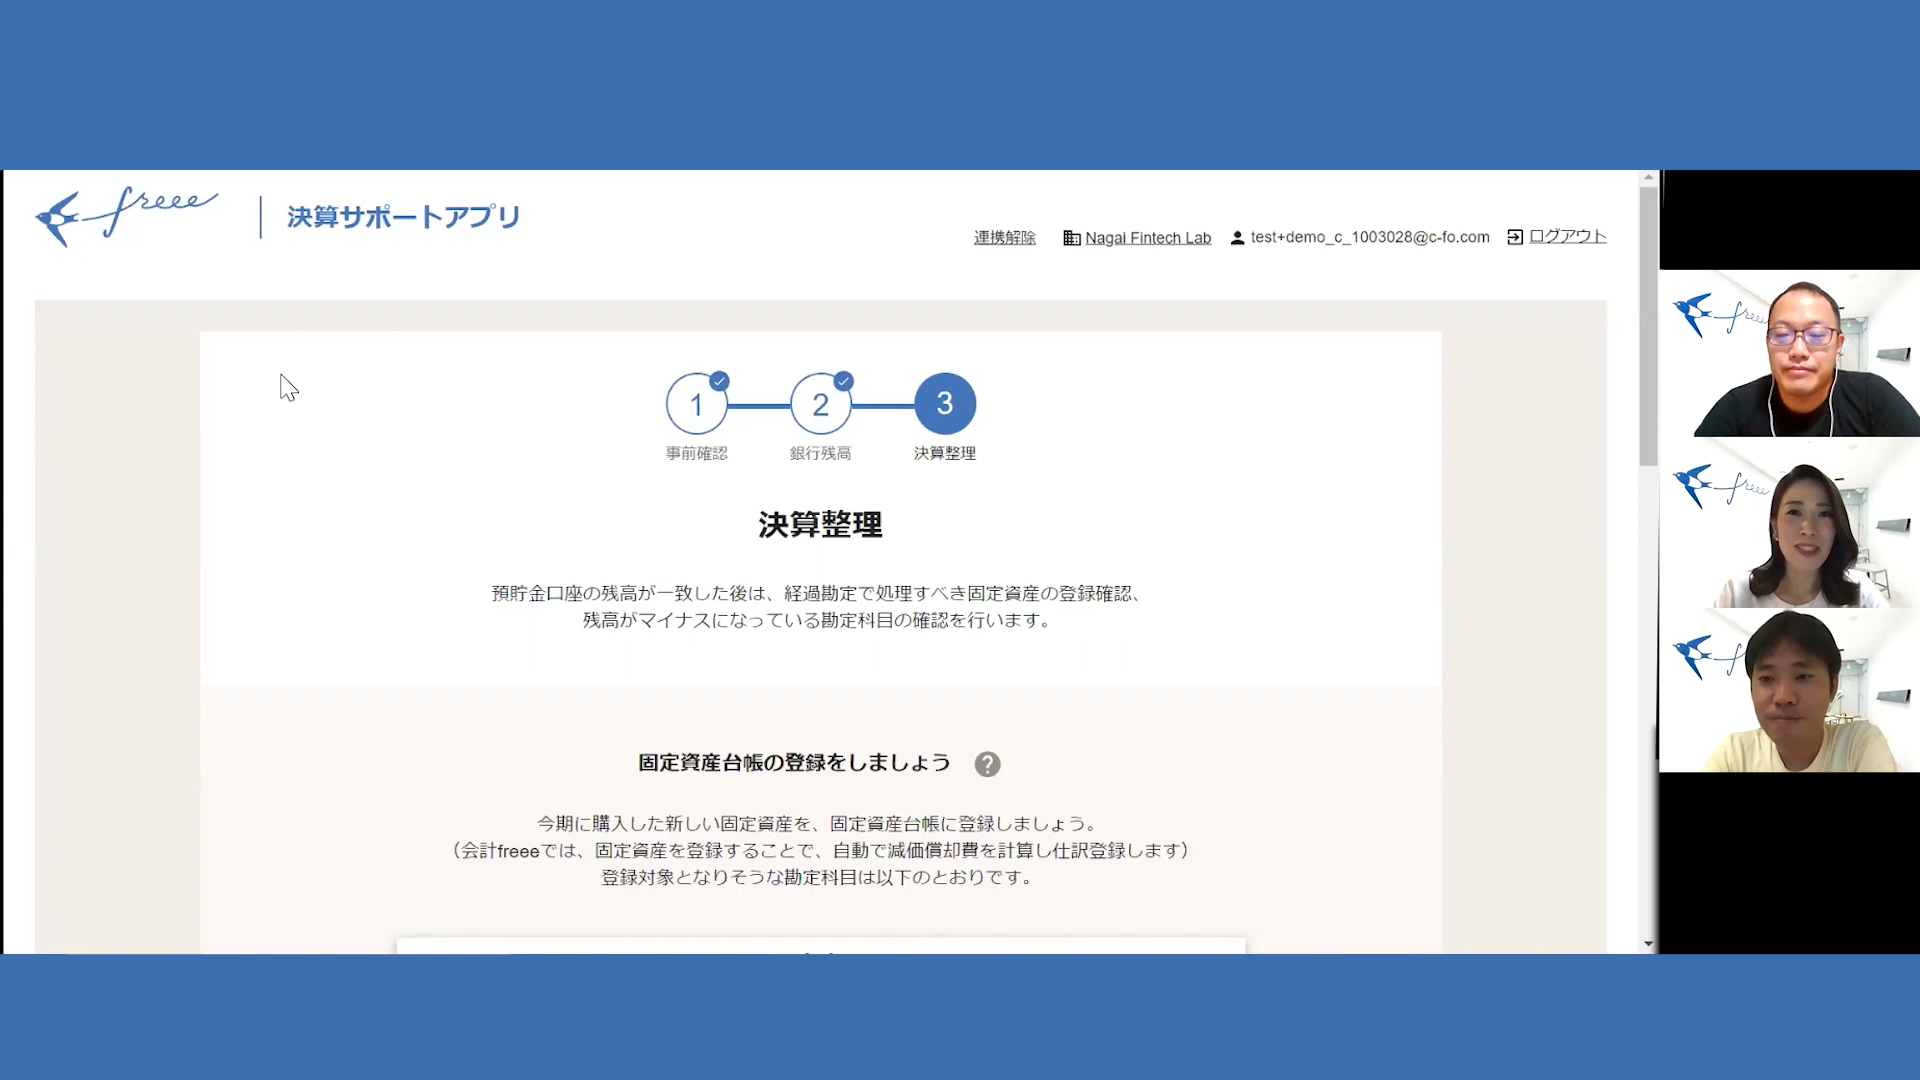 freee
決算サポートアプリ
連携解除
Nagai Fintech Lab
test+demo_c_1003028@c-fo.com
ログアウト
1
2
3
事前確認
銀行残高
決算整理
決算整理
預貯金口座の残高が一致した後は、経過勘定で処理すべき固定資産の登録確認、
残高がマイナスになっている勘定科目の確認を行います。
固定資産台帳の登録をしましょう
?
今期に購入した新しい固定資産を、固定資産台帳に登録しましょう。
（会計freeeでは、固定資産を登録することで、自動で減価償却費を計算し仕訳登録します）
登録対象となりそうな勘定科目は以下のとおりです。
freee
freee